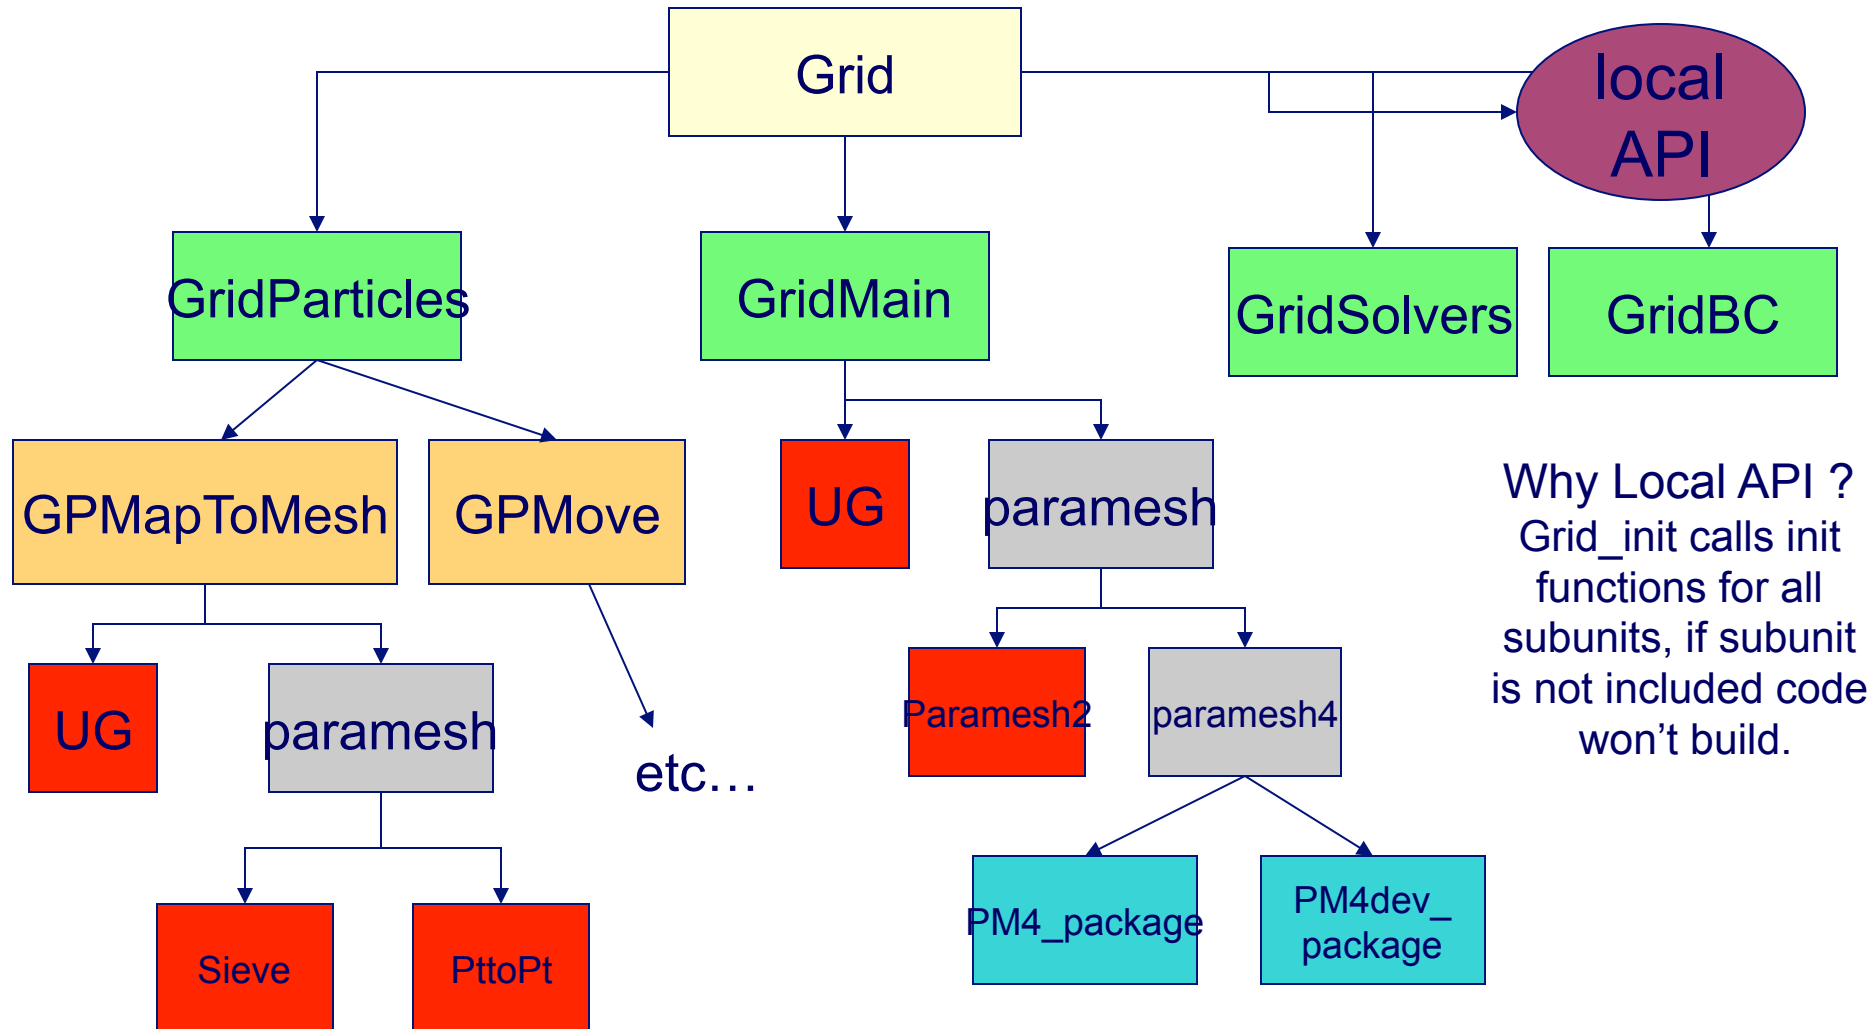 Grid
local
API
GridParticles
GridMain
GridSolvers
GridBC
GPMapToMesh
GPMove
UG
paramesh
Why Local API ?
Grid_init calls init
functions for all
subunits, if subunit
is not included code
won’t build.
UG
paramesh
etc…
Paramesh2
paramesh4
PM4_package
PM4dev_
package
Sieve
PttoPt